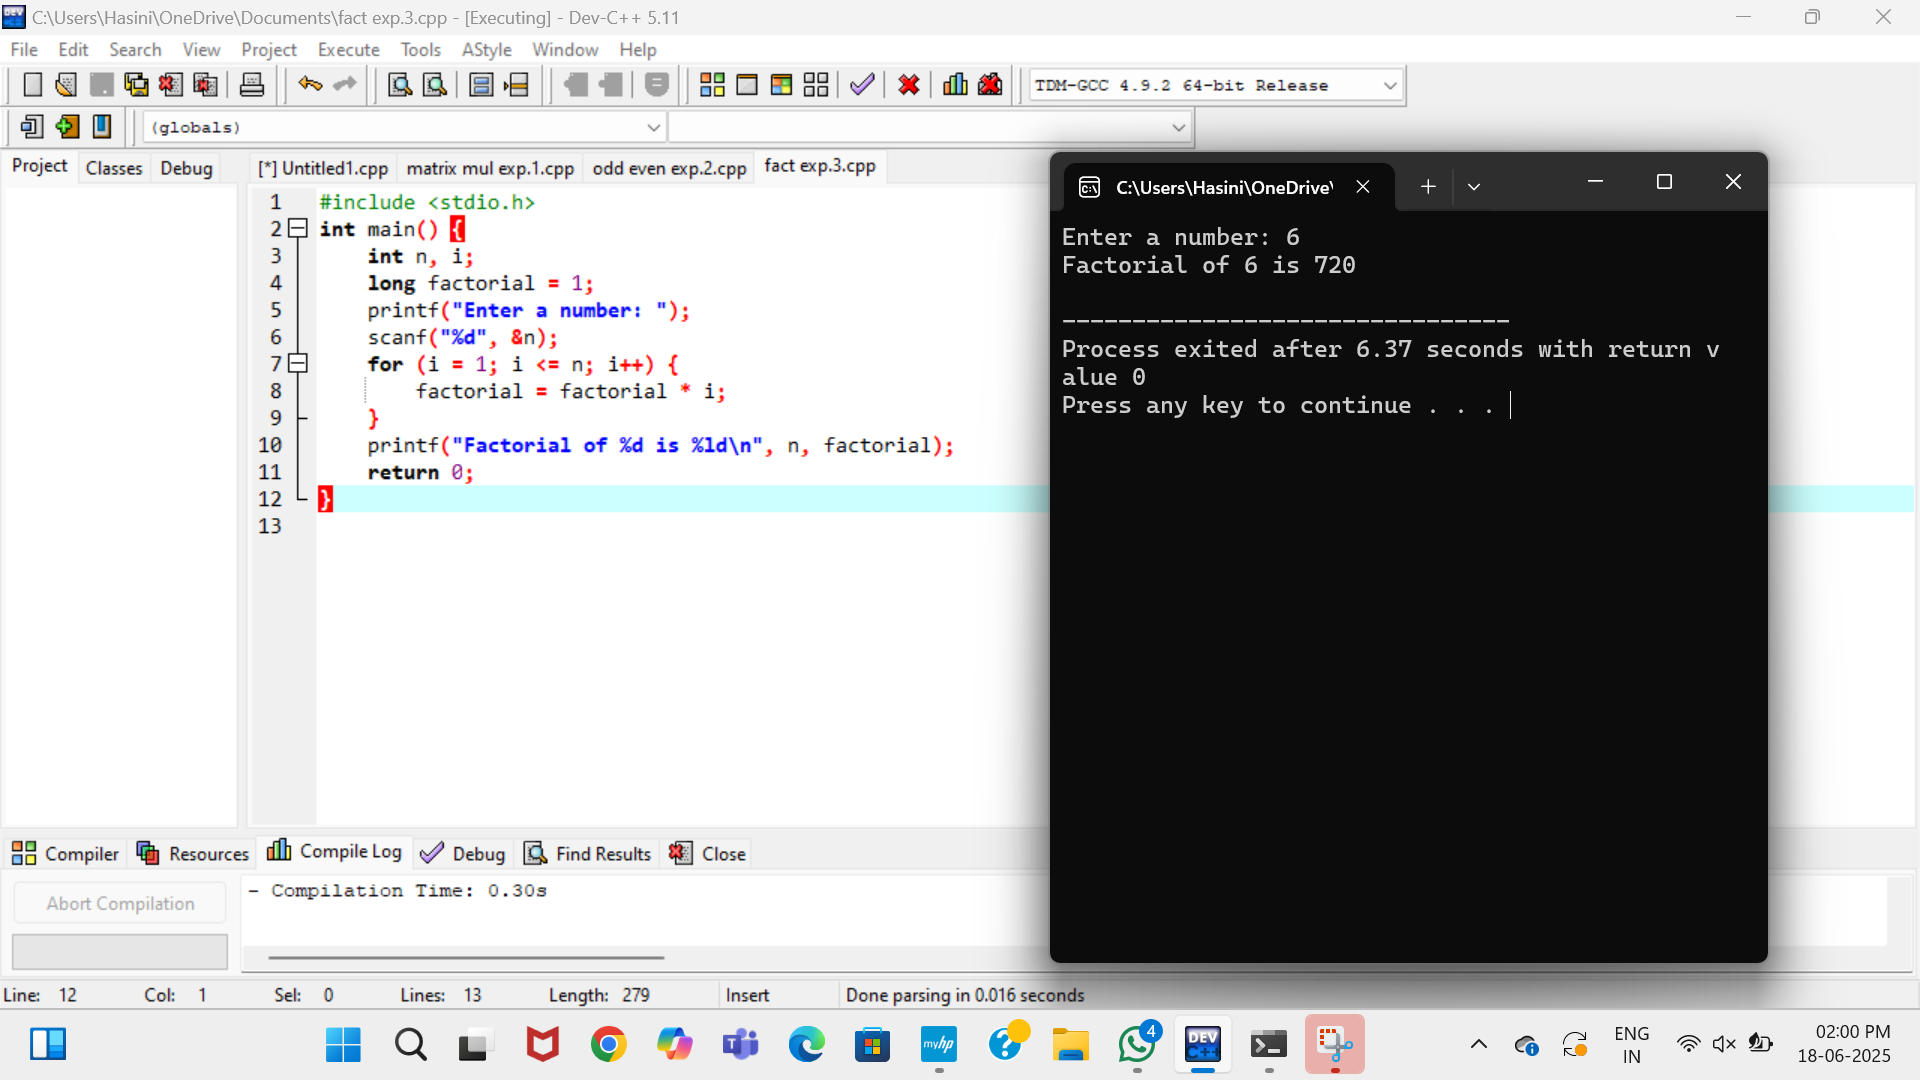 C:\Users\Hasini\OneDrive\Documents\fact exp.3.cpp - [Executing] - Dev-C++ 5.11
File Edit Search View Project Execute Tools AStyle Window Help
TDM-GCC 4.9.2 64-bit Release
(globals)
Project Classes Debug
[*] Untitled1.cpp matrix mul exp.1.cpp odd even exp.2.cpp fact exp.3.cpp
1 #include <stdio.h>
2 int main() {
3 int n, i;
4 long factorial = 1;
5 printf("Enter a number: ");
6 scanf("%d", &n);
7 for (i = 1; i <= n; i++) {
8 factorial = factorial * i;
9 }
10 printf("Factorial of %d is %ld\n", n, factorial);
11 return 0;
12 }
13
C:\Users\Hasini\OneDrive\
Enter a number: 6
Factorial of 6 is 720
--------------------------------
Process exited after 6.37 seconds with return v
alue 0
Press any key to continue . . .
Compiler Resources Compile Log Debug Find Results Close
Abort Compilation
- Compilation Time: 0.30s
Line: 12 Col: 1 Sel: 0 Lines: 13 Length: 279 Insert Done parsing in 0.016 seconds
myhp
4
DEV
C++
ENG
IN
02:00 PM
18-06-2025